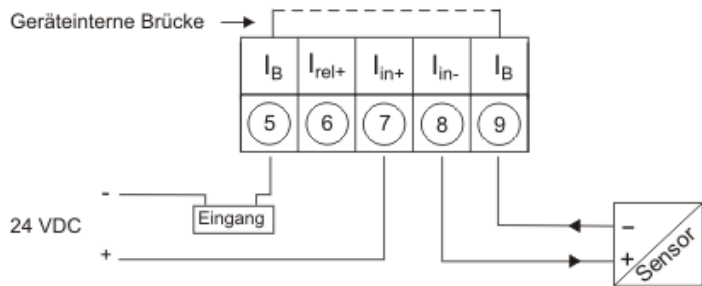 Geräteinterne Brücke
I_B I_rel+ I_in+ I_in- I_B
5 6 7 8 9
-
Eingang
24 VDC
+
-
+
Sensor